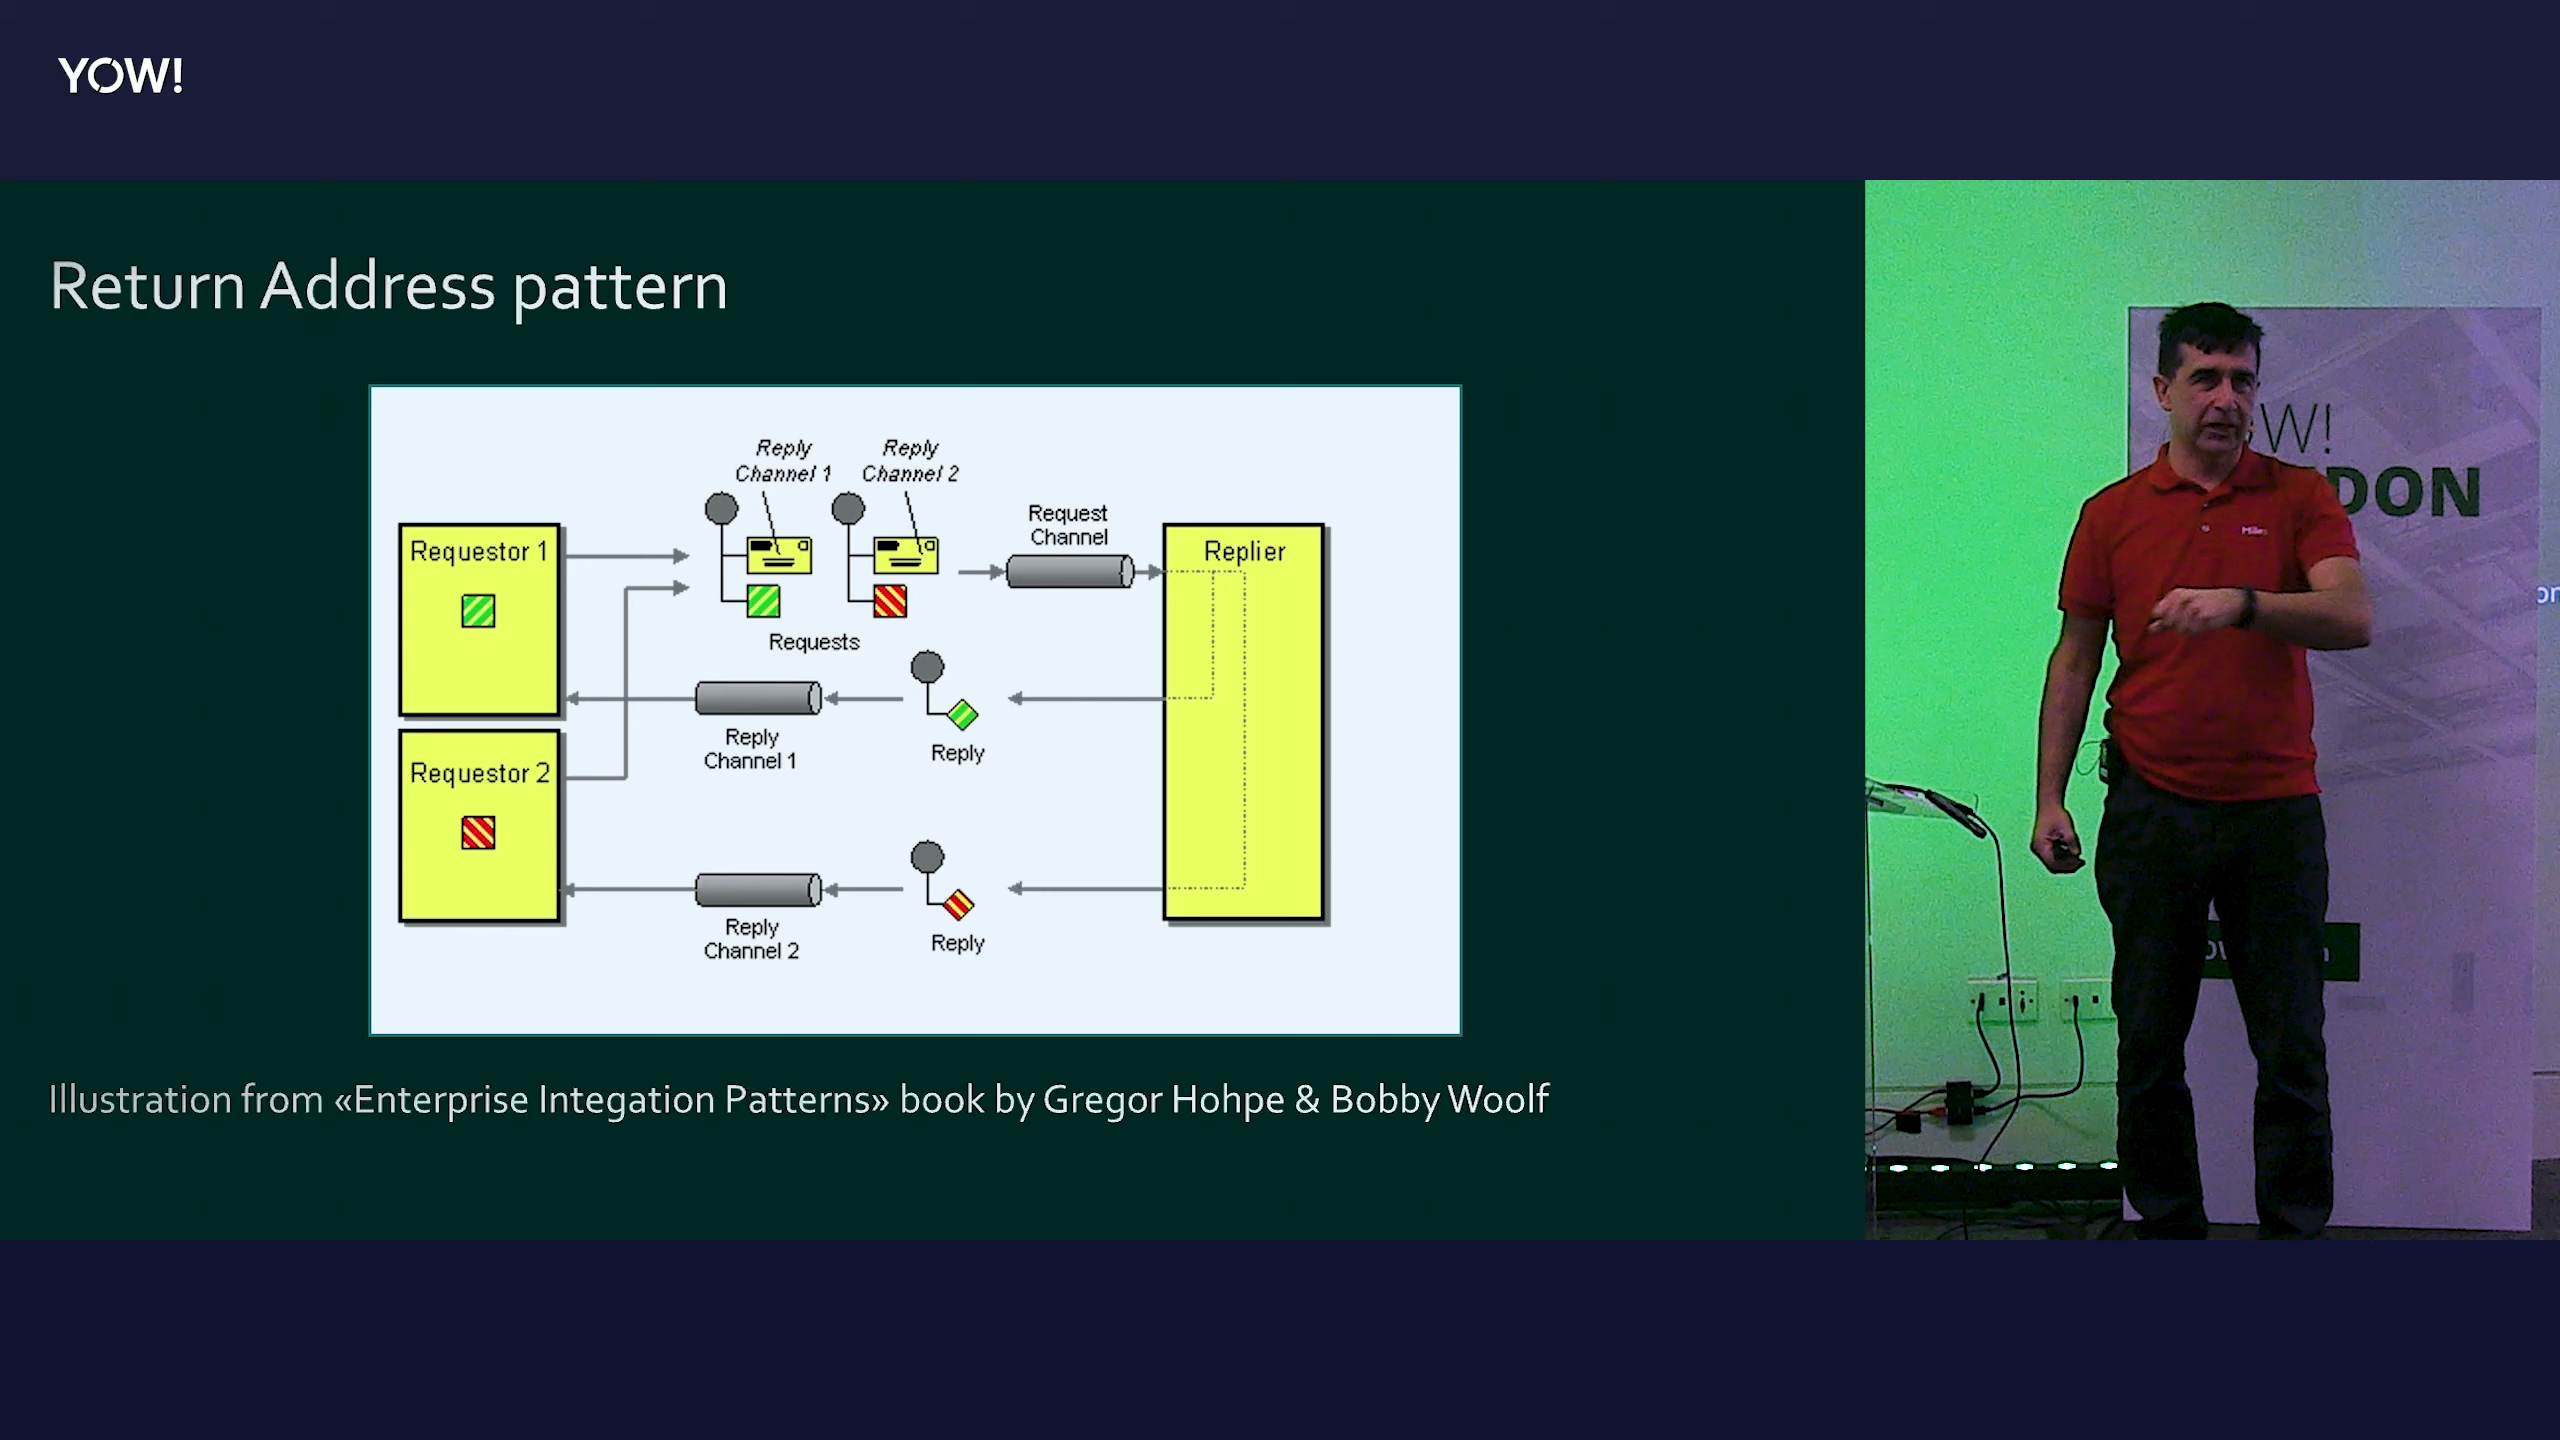 YOW!
Return Address pattern
Reply
Channel 1
Reply
Channel 2
Request
Channel
Requestor 1
Replier
Requests
Reply
Channel 1
Reply
Requestor 2
Reply
Channel 2
Reply
Illustration from «Enterprise Integation Patterns» book by Gregor Hohpe & Bobby Woolf
W!
DON